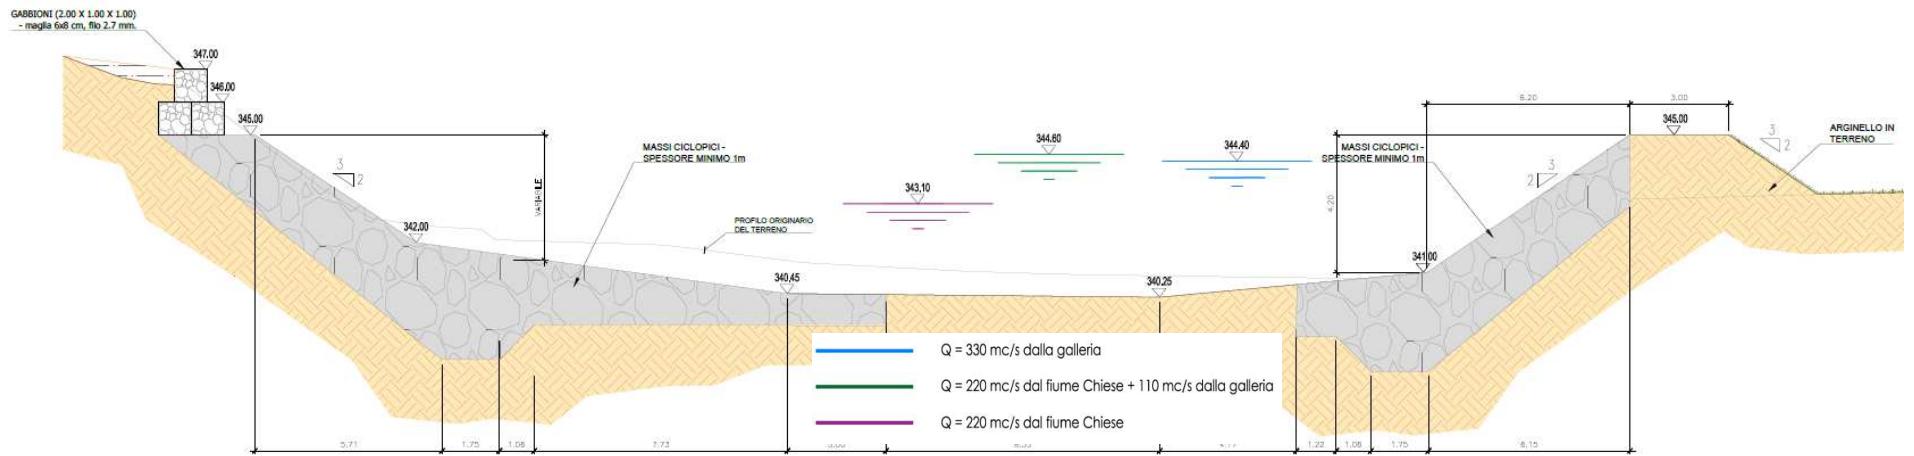 GABBIONI (2.00 X 1.00 X 1.00)
- maglia 6x8 cm, filo 2.7 mm.
347.00
346.00
345.00
3
2
342.00
VARIABILE
MASSI CICLOPICI -
SPESSORE MINIMO 1m
PROFILO ORIGINARIO
DEL TERRENO
340.45
343.10
344.60
344.40
340.25
4.20
MASSI CICLOPICI -
SPESSORE MINIMO 1m
3
2
341.00
6.20
3.00
345.00
3
2
ARGINELLO IN
TERRENO
Q = 330 mc/s dalla galleria
Q = 220 mc/s dal fiume Chiese + 110 mc/s dalla galleria
Q = 220 mc/s dal fiume Chiese
5.71
1.75
1.08
7.73
1.22
1.08
1.75
6.15